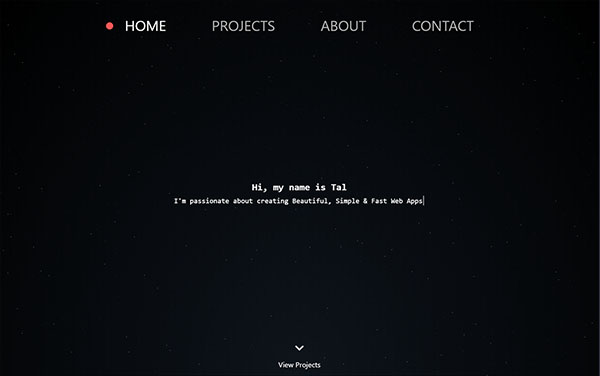 HOME PROJECTS ABOUT CONTACT
Hi, my name is Tal
I'm passionate about creating Beautiful, Simple & Fast Web Apps
View Projects